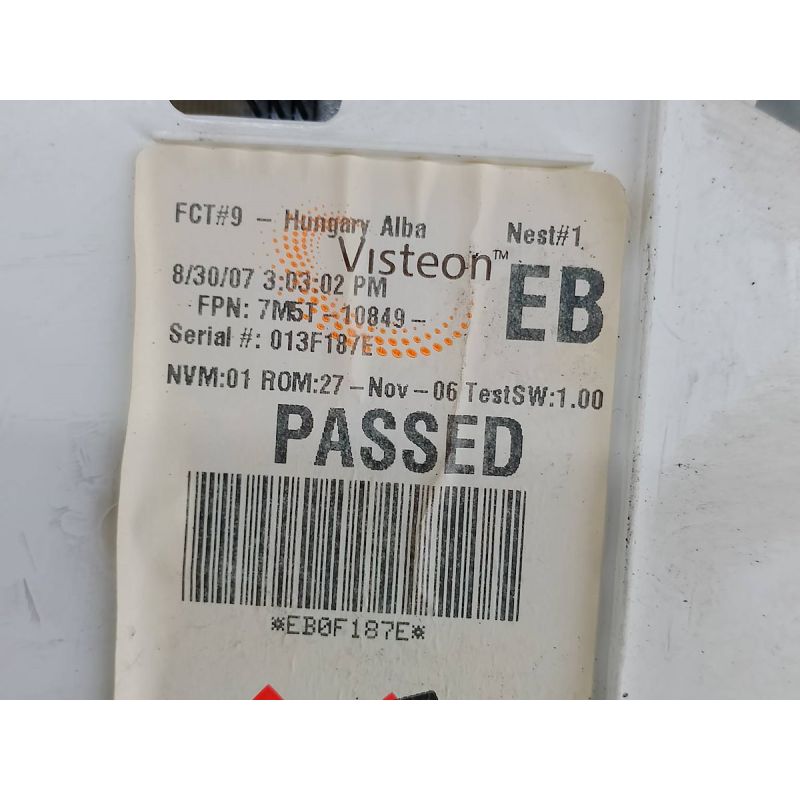 FCT#9 - Hungary Alba Nest#1
Visteon™
8/30/07 3:03:02 PM
EB
FPN: 7M5T-10849-
Serial #: 013F187E
NVM:01 ROM:27-Nov-06 TestSW:1.00
PASSED
*EB0F187E*